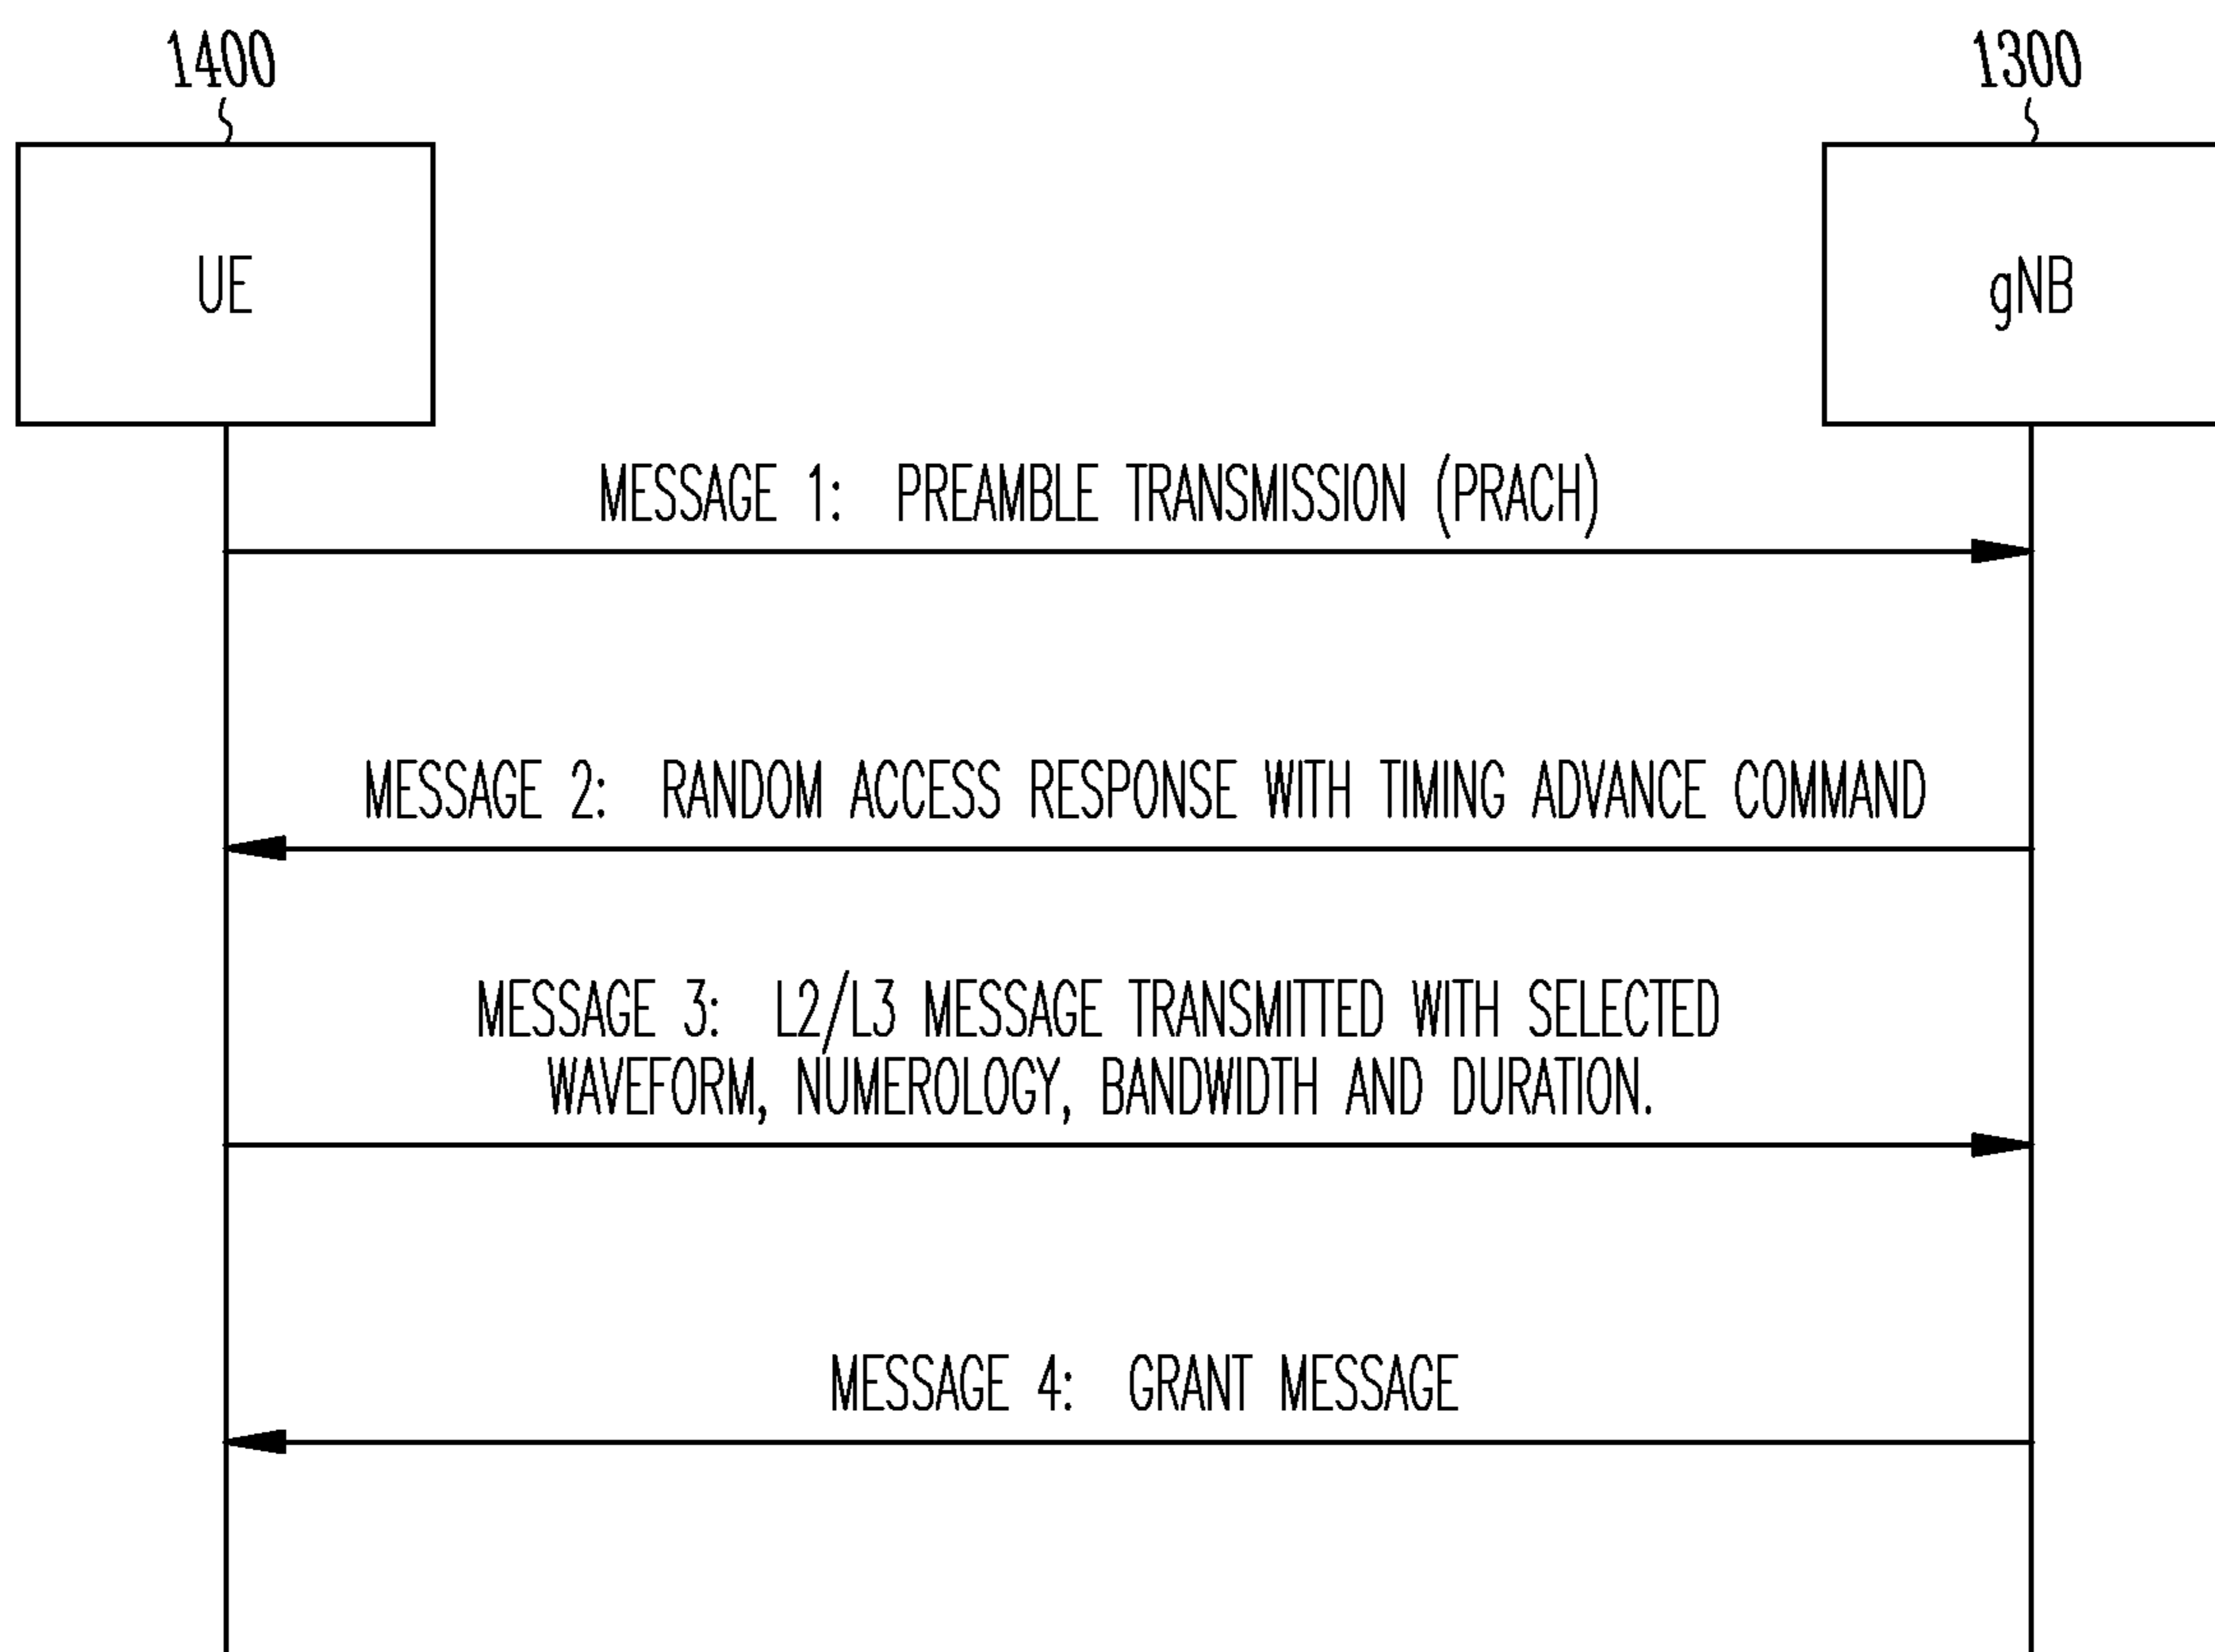 1400
1300
UE
gNB
MESSAGE 1: PREAMBLE TRANSMISSION (PRACH)
MESSAGE 2: RANDOM ACCESS RESPONSE WITH TIMING ADVANCE COMMAND
MESSAGE 3: L2/L3 MESSAGE TRANSMITTED WITH SELECTED
WAVEFORM, NUMEROLOGY, BANDWIDTH AND DURATION.
MESSAGE 4: GRANT MESSAGE